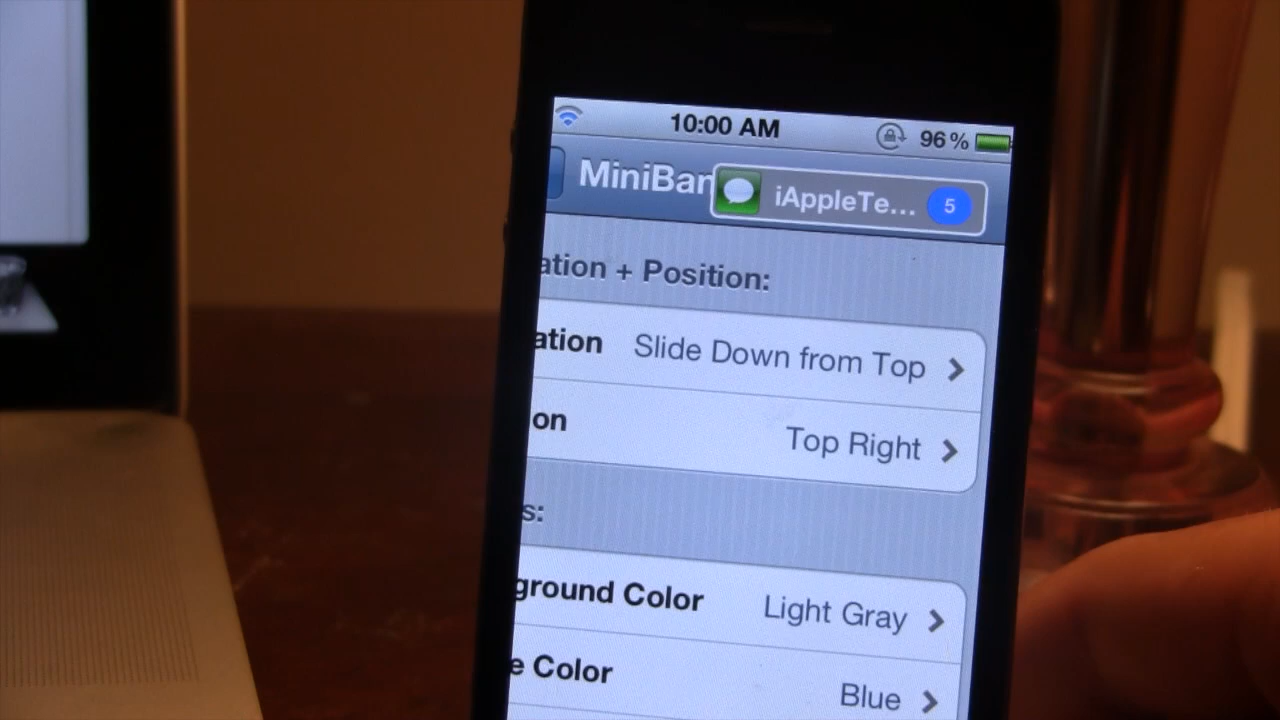 10:00 AM 96%
MiniBan iAppleTe... 5
ation + Position:
ation Slide Down from Top
on Top Right
s:
ground Color Light Gray
e Color Blue